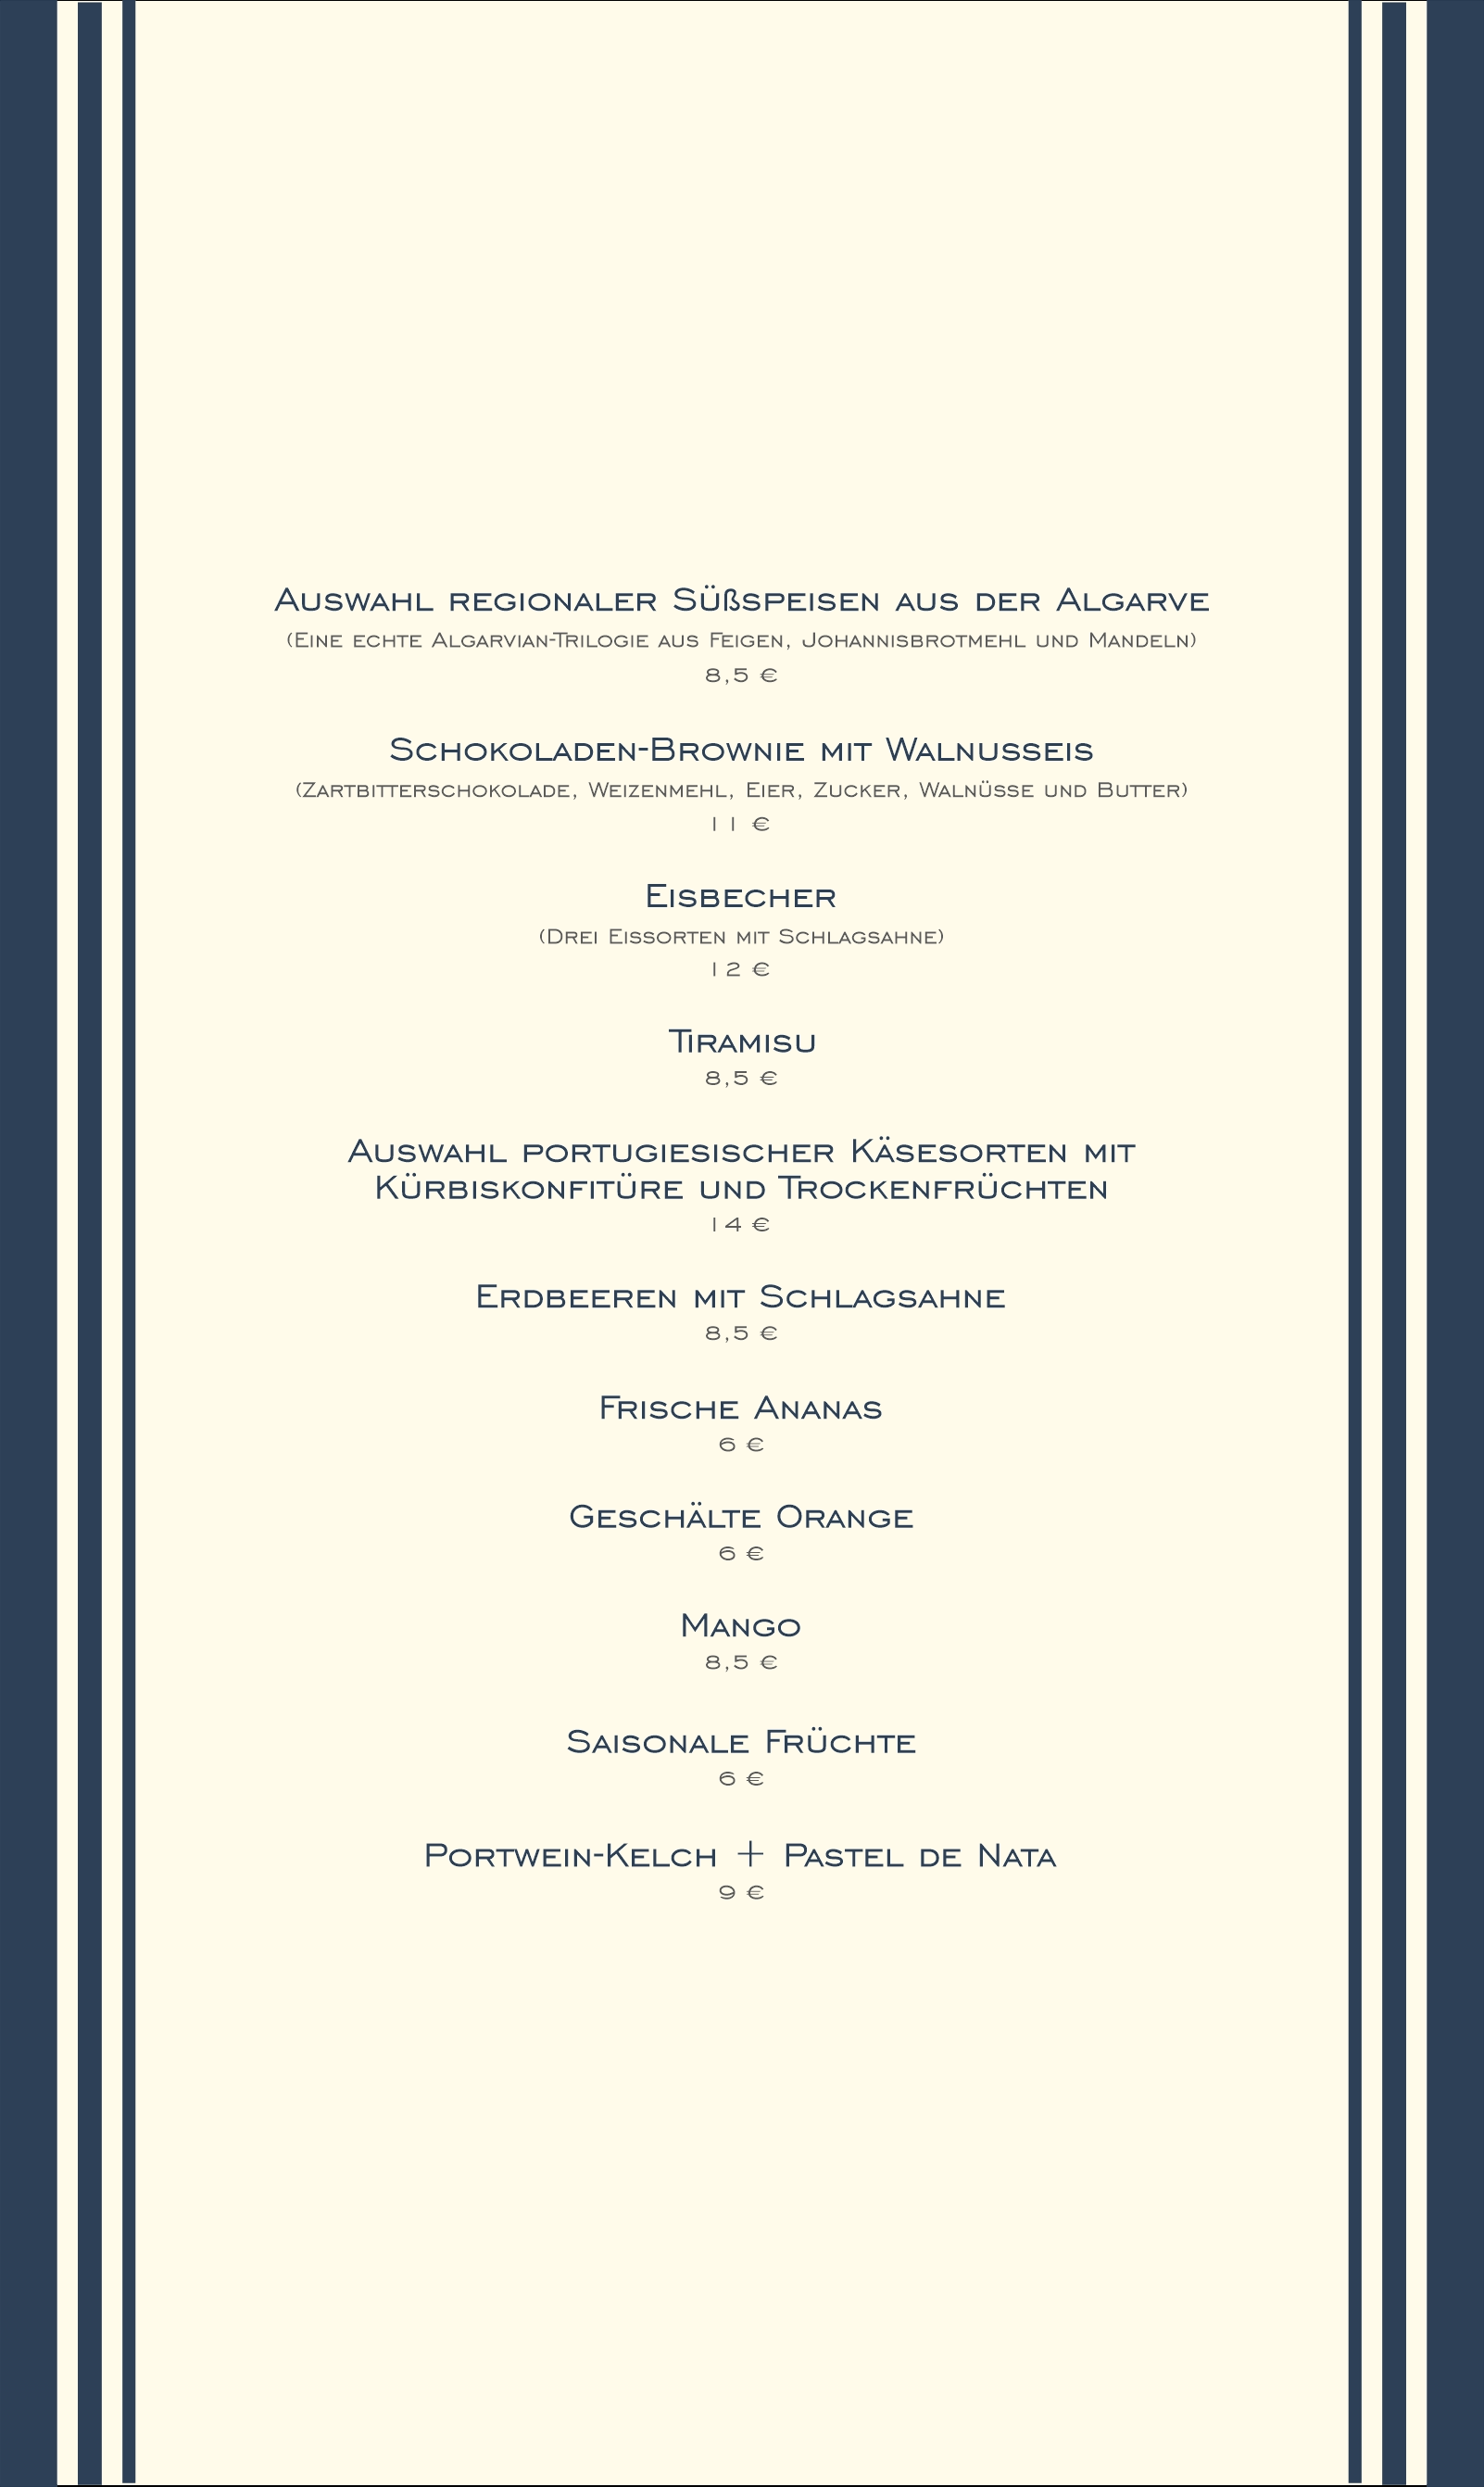 Auswahl regionaler Süßspeisen aus der Algarve
(Eine echte Algarvian-Trilogie aus Feigen, Johannisbrotmehl und Mandeln)
8,5 €
Schokoladen-Brownie mit Walnusseis
(Zartbitterschokolade, Weizenmehl, Eier, Zucker, Walnüsse und Butter)
11 €
Eisbecher
(Drei Eissorten mit Schlagsahne)
12 €
Tiramisu
8,5 €
Auswahl portugiesischer Käsesorten mit
Kürbiskonfitüre und Trockenfrüchten
14 €
Erdbeeren mit Schlagsahne
8,5 €
Frische Ananas
6 €
Geschälte Orange
6 €
Mango
8,5 €
Saisonale Früchte
6 €
Portwein-Kelch + Pastel de Nata
9 €